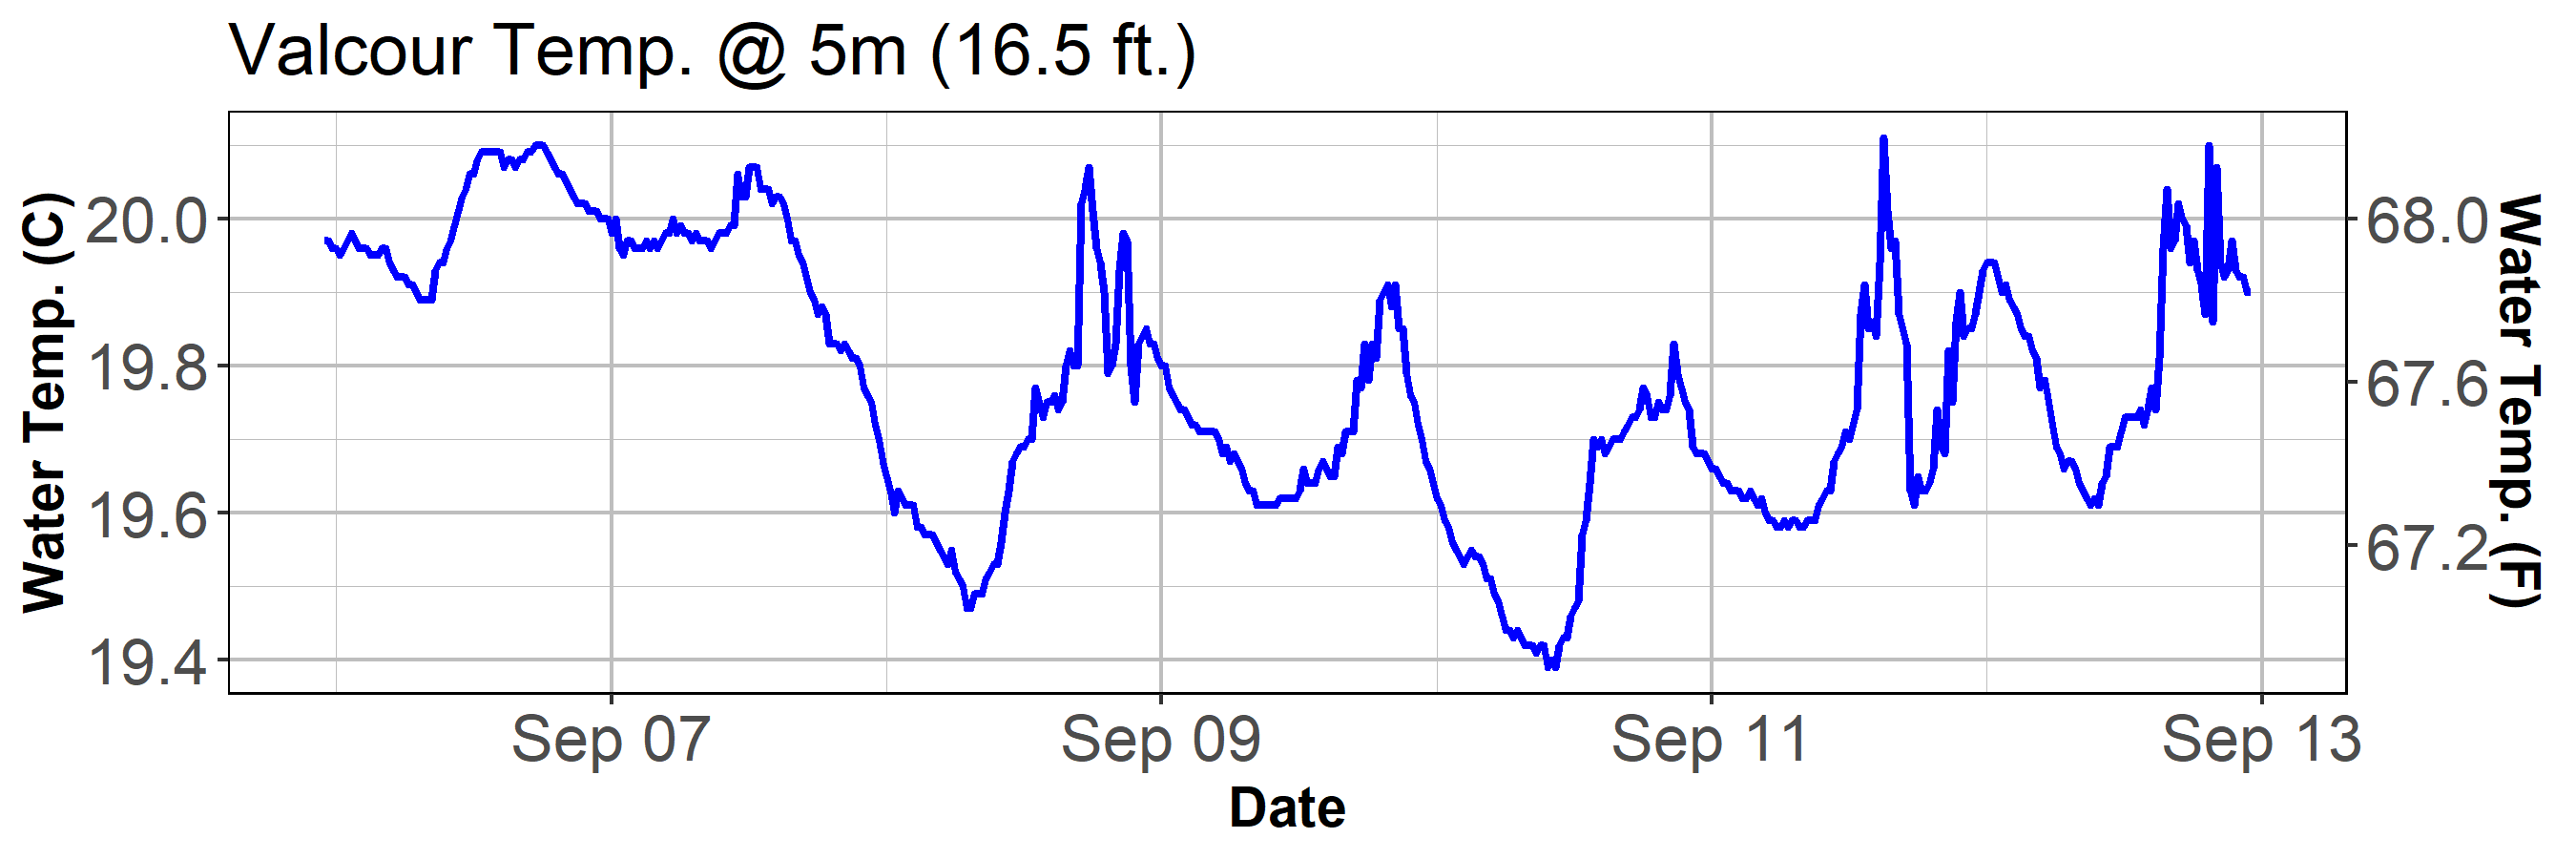 Valcour Temp. @ 5m (16.5 ft.)
Water Temp. (C)
20.0
19.8
19.6
19.4
68.0
67.6
67.2
Water Temp. (F)
Sep 07 Sep 09 Sep 11 Sep 13
Date